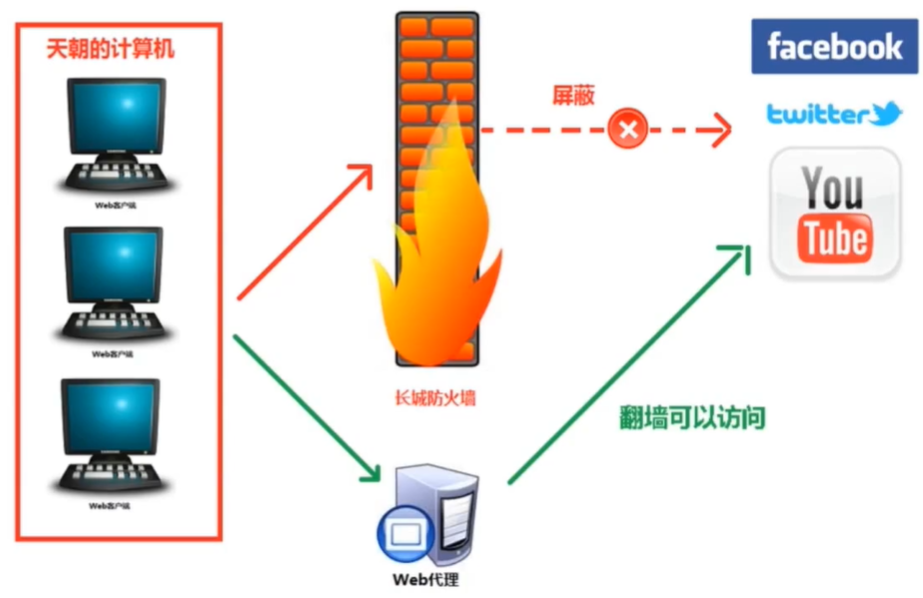 天朝的计算机
Web客户端
Web客户端
Web客户端
长城防火墙
屏蔽
facebook
twitter
You
Tube
翻墙可以访问
Web代理